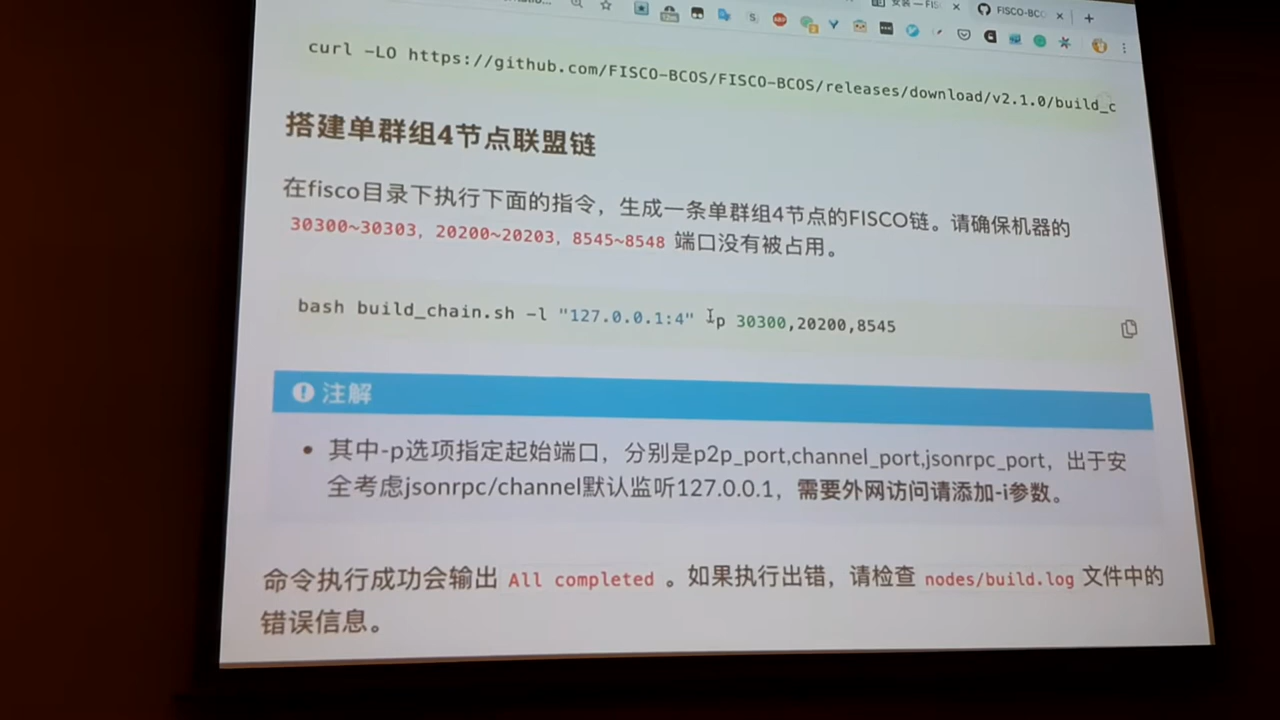 安装 — FIS
FISCO-BCO
curl -LO https://github.com/FISCO-BCOS/FISCO-BCOS/releases/download/v2.1.0/build_c
搭建单群组4节点联盟链
在fisco目录下执行下面的指令，生成一条单群组4节点的FISCO链。请确保机器的
30300~30303，20200~20203，8545~8548 端口没有被占用。
bash build_chain.sh -l "127.0.0.1:4" -p 30300,20200,8545
注解
• 其中-p选项指定起始端口，分别是p2p_port,channel_port,jsonrpc_port，出于安
全考虑jsonrpc/channel默认监听127.0.0.1，需要外网访问请添加-i参数。
命令执行成功会输出 All completed 。如果执行出错，请检查 nodes/build.log 文件中的
错误信息。